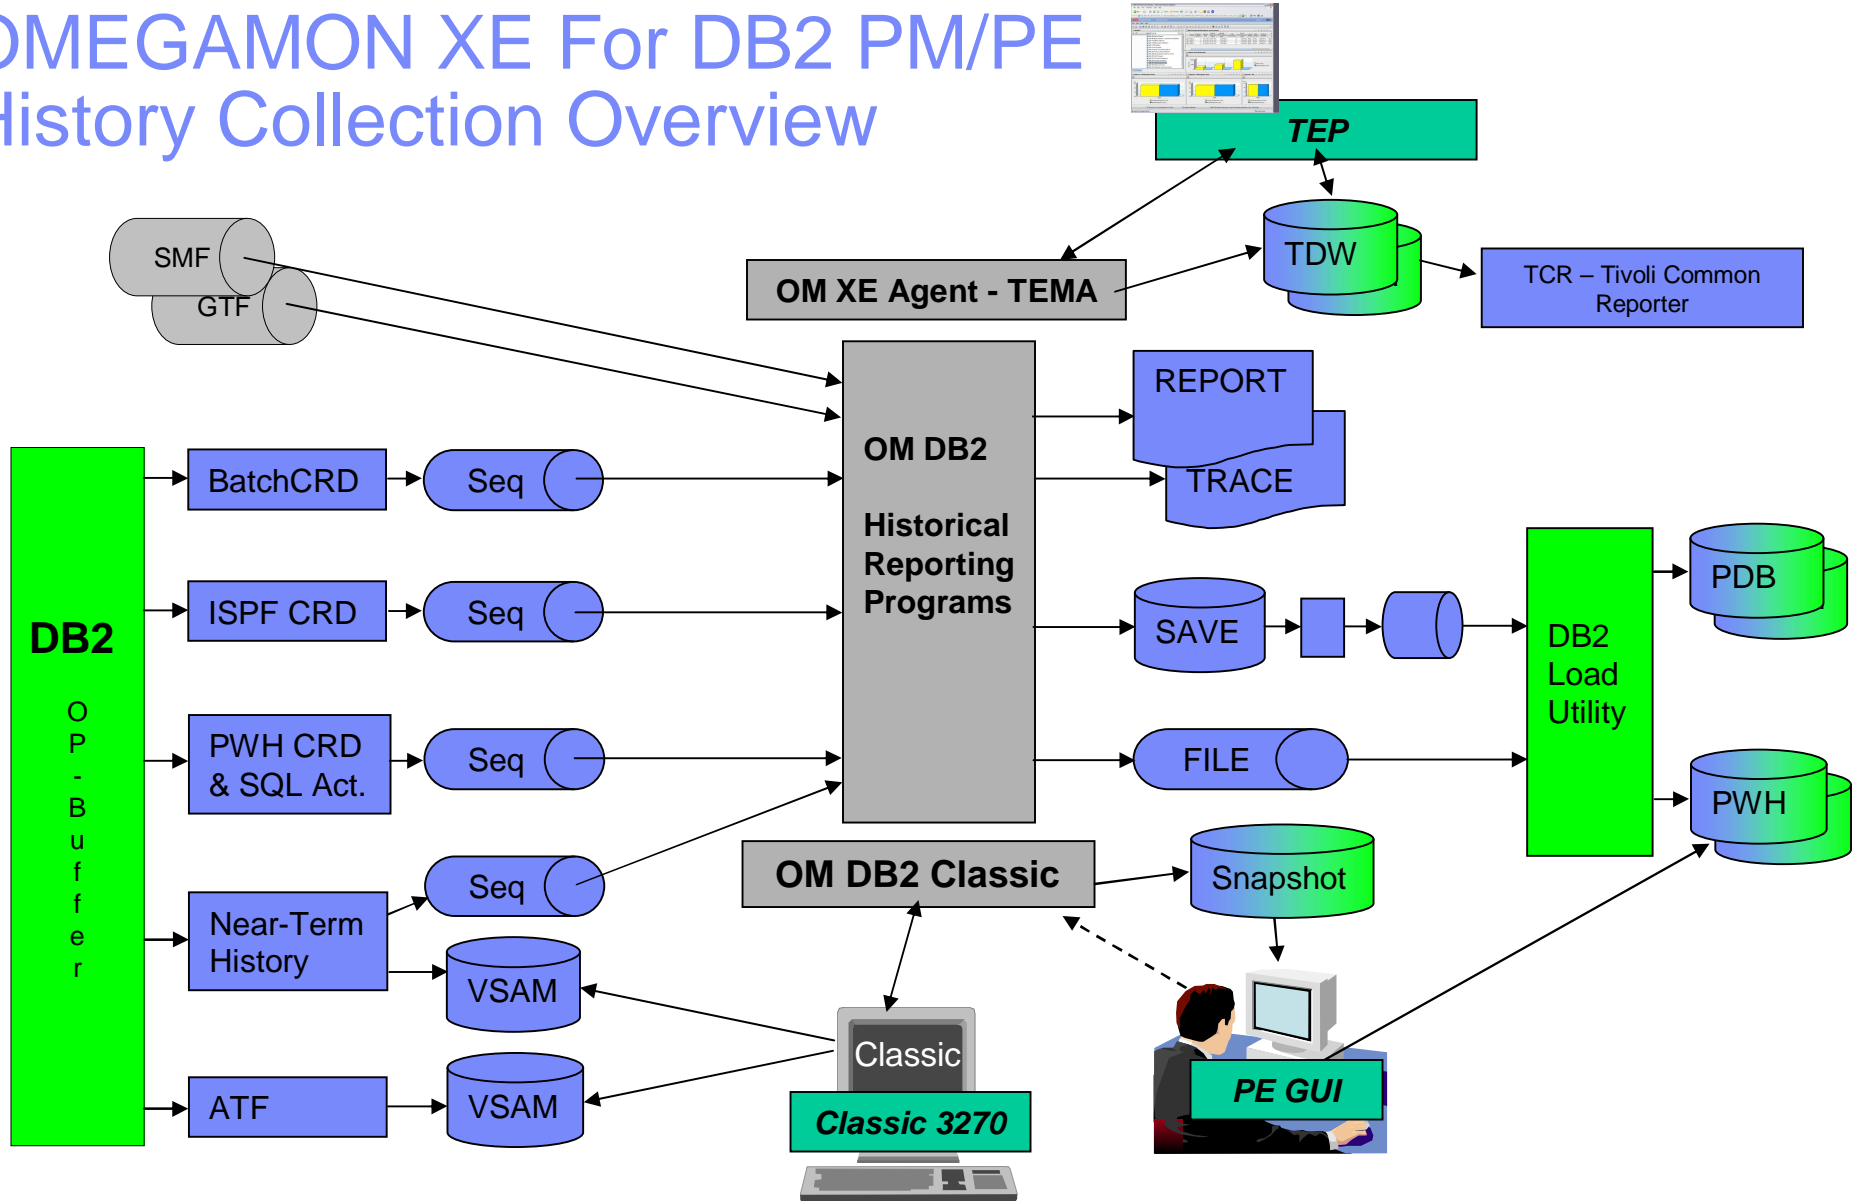 OMEGAMON XE For DB2 PM/PE
History Collection Overview
TEP
SMF
GTF
OM XE Agent - TEMA
TDW
TCR – Tivoli Common
Reporter
DB2
O
P
-
B
u
f
f
e
r
BatchCRD
Seq
ISPF CRD
Seq
PWH CRD
& SQL Act.
Seq
Near-Term
History
Seq
VSAM
ATF
VSAM
OM DB2
Historical
Reporting
Programs
REPORT
TRACE
SAVE
FILE
DB2
Load
Utility
PDB
PWH
OM DB2 Classic
Snapshot
Classic
Classic 3270
PE GUI